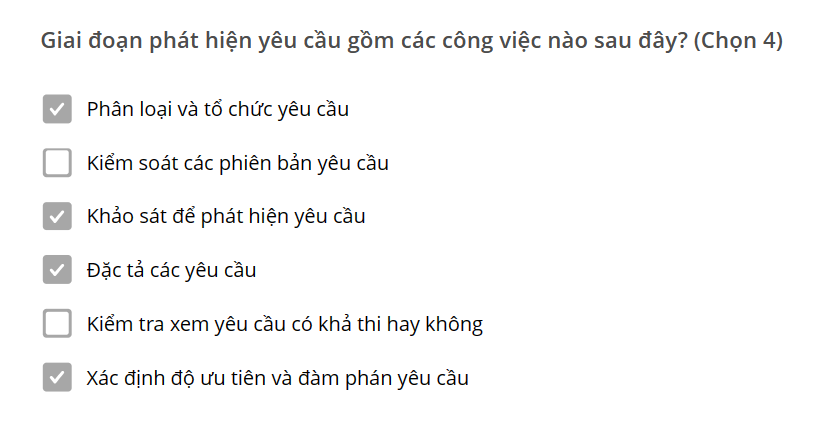 Giai đoạn phát hiện yêu cầu gồm các công việc nào sau đây? (Chọn 4)
Phân loại và tổ chức yêu cầu
Kiểm soát các phiên bản yêu cầu
Khảo sát để phát hiện yêu cầu
Đặc tả các yêu cầu
Kiểm tra xem yêu cầu có khả thi hay không
Xác định độ ưu tiên và đàm phán yêu cầu